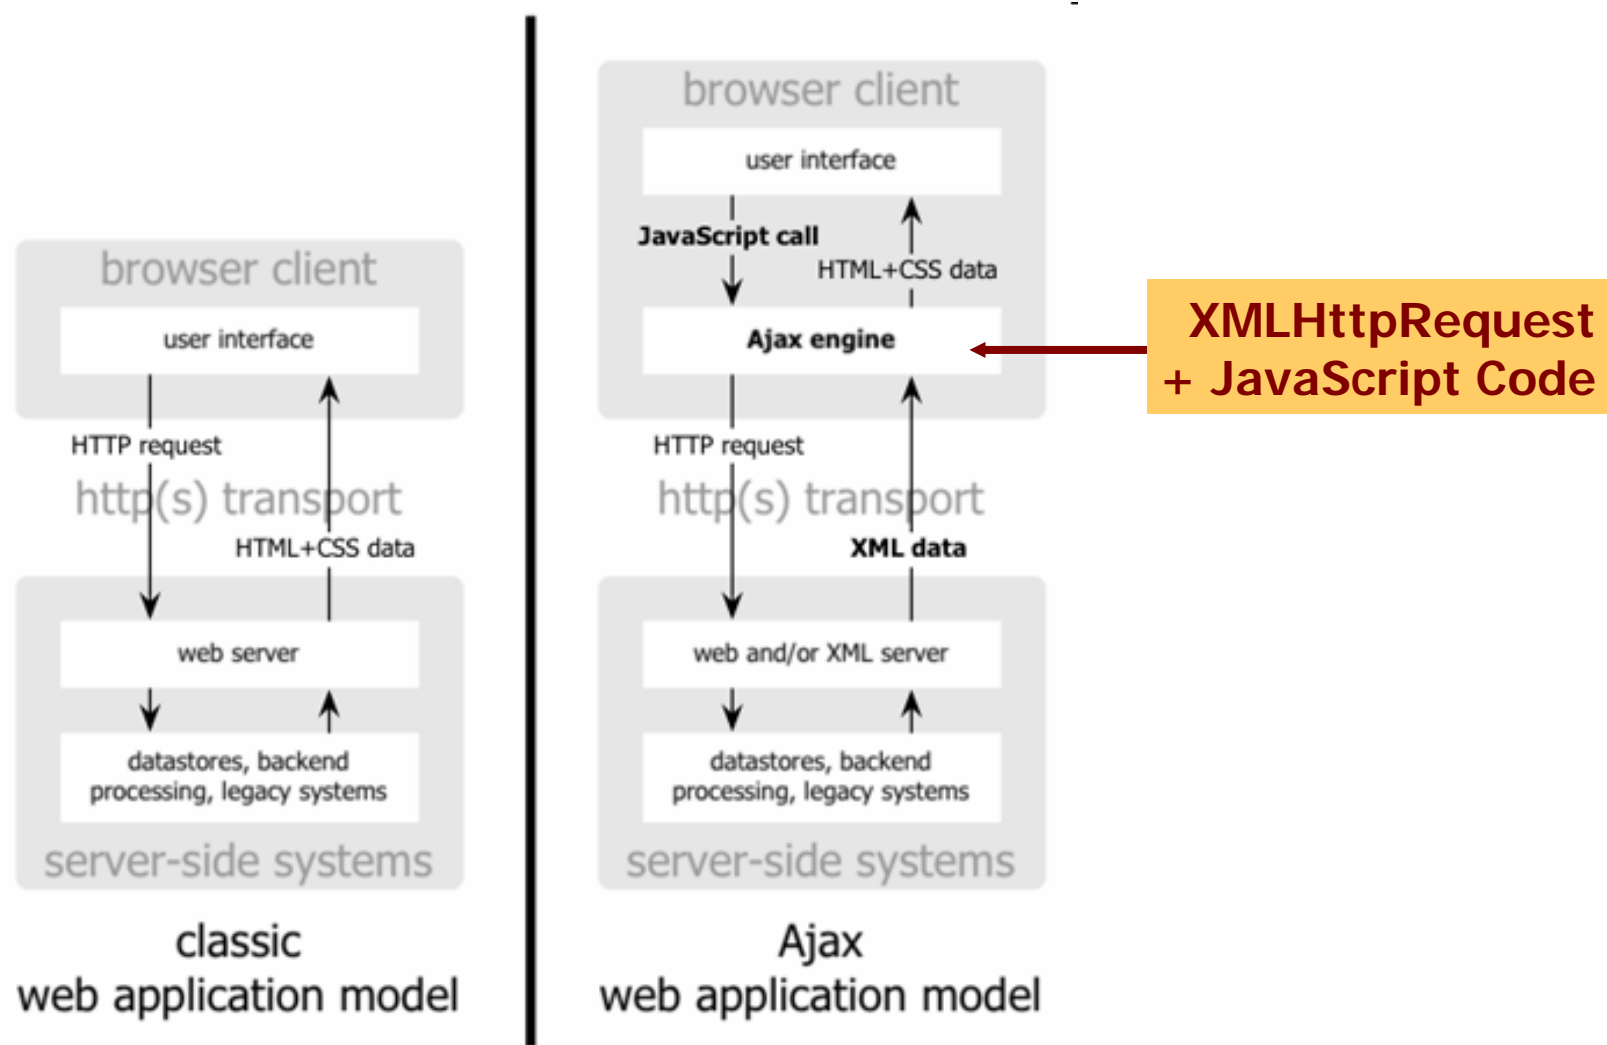 browser client
user interface
HTTP request
http(s) transport
HTML+CSS data
web server
datastores, backend
processing, legacy systems
server-side systems
classic
web application model
browser client
user interface
JavaScript call
HTML+CSS data
Ajax engine
HTTP request
http(s) transport
XML data
web and/or XML server
datastores, backend
processing, legacy systems
server-side systems
Ajax
web application model
XMLHttpRequest
+ JavaScript Code